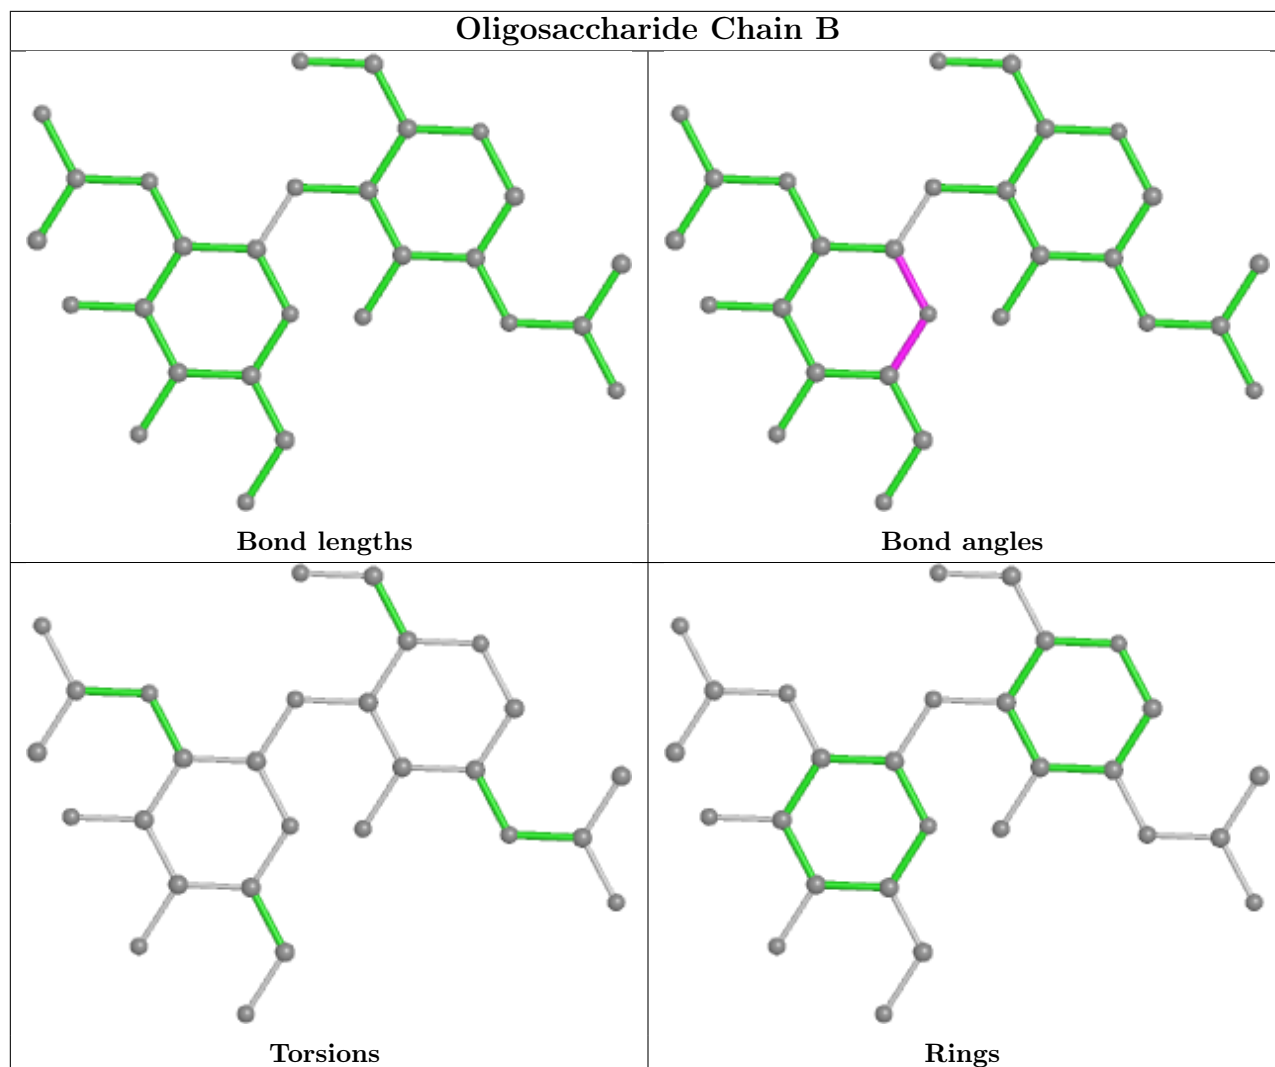 Oligosaccharide Chain B
Bond lengths
Bond angles
Torsions
Rings